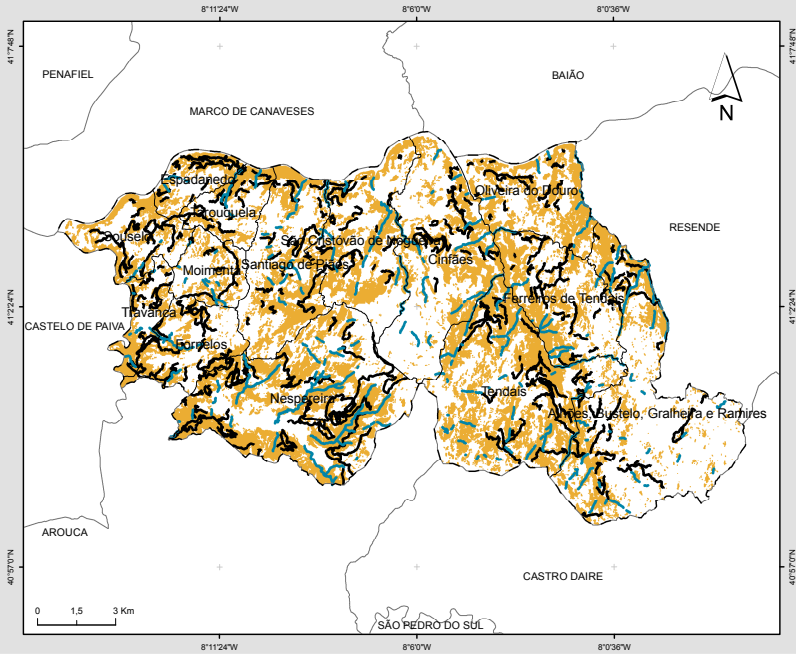 8°11'24"W
8°6'0"W
8°0'36"W
41°7'48"N
41°7'48"N
PENAFIEL
BAIÃO
MARCO DE CANAVESES
N
Espadanedo
Oliveira do Douro
Tarouquela
RESENDE
Souselo
São Cristóvão de Nogueira
Cinfães
Santiago de Piães
Moimenta
Ferreiros de Tendais
41°2'24"N
41°2'24"N
Travanca
CASTELO DE PAIVA
Fornelos
Tendais
Nespereira
Alhões, Bustelo, Gralheira e Ramires
AROUCA
40°57'0"N
40°57'0"N
CASTRO DAIRE
0 1,5 3 Km
SÃO PEDRO DO SUL
8°11'24"W
8°6'0"W
8°0'36"W